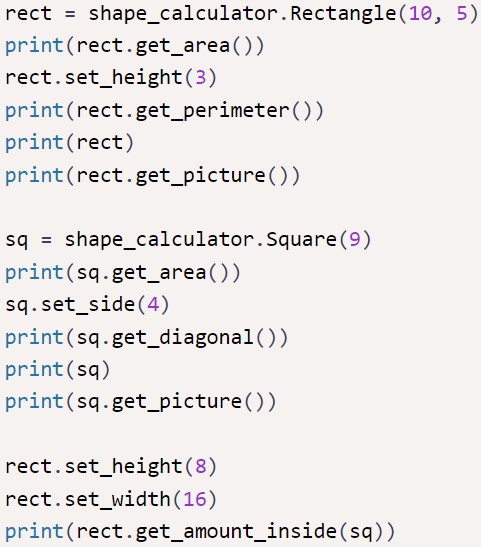 rect = shape_calculator.Rectangle(10, 5)
print(rect.get_area())
rect.set_height(3)
print(rect.get_perimeter())
print(rect)
print(rect.get_picture())

sq = shape_calculator.Square(9)
print(sq.get_area())
sq.set_side(4)
print(sq.get_diagonal())
print(sq)
print(sq.get_picture())

rect.set_height(8)
rect.set_width(16)
print(rect.get_amount_inside(sq))